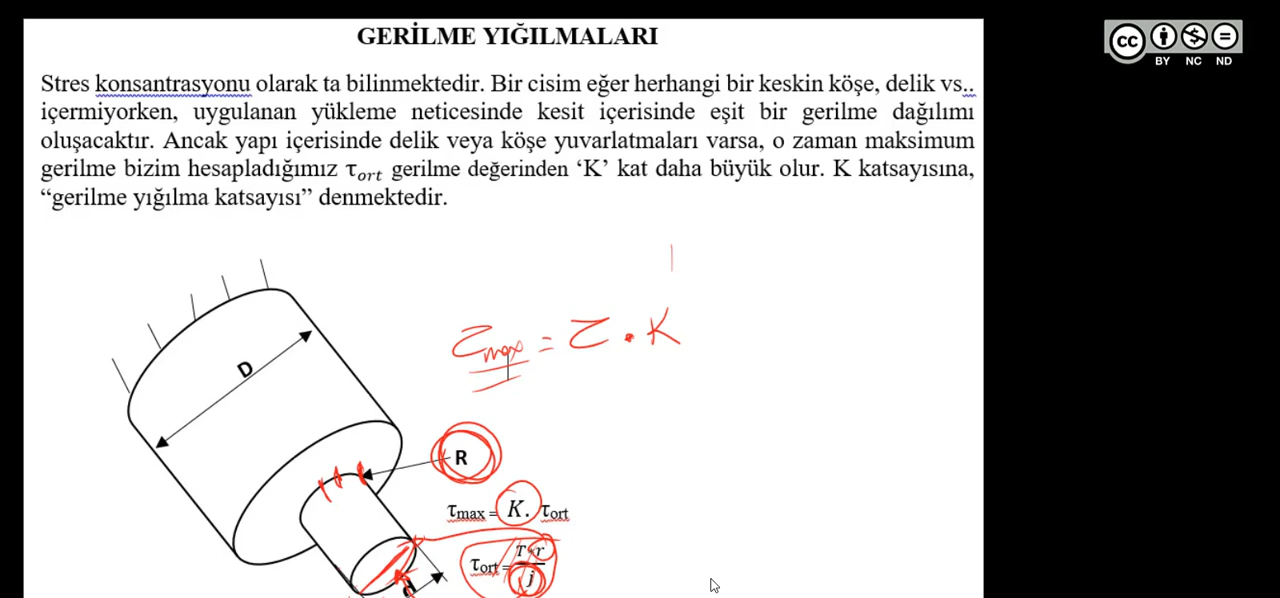 GERİLME YIĞILMALARI
Stres konsantrasyonu olarak ta bilinmektedir. Bir cisim eğer herhangi bir keskin köşe, delik vs..
içermiyorken, uygulanan yükleme neticesinde kesit içerisinde eşit bir gerilme dağılımı
oluşacaktır. Ancak yapı içerisinde delik veya köşe yuvarlatmaları varsa, o zaman maksimum
gerilme bizim hesapladığımız τort gerilme değerinden ‘K’ kat daha büyük olur. K katsayısına,
“gerilme yığılma katsayısı” denmektedir.
cc
BY NC ND
D
τmax = τ . K
R
τmax = K. τort
τort = T*r / j
d